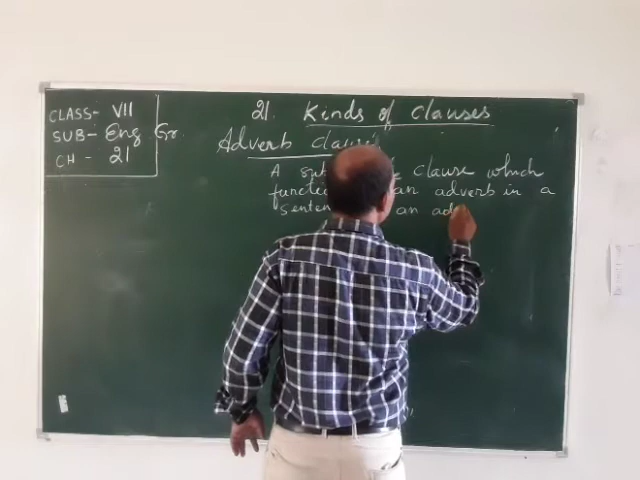 CLASS- VII
SUB- Eng Gr.
CH - 21
21. Kinds of Clauses
Adverb clause
A clause which
an adverb in a
an ad